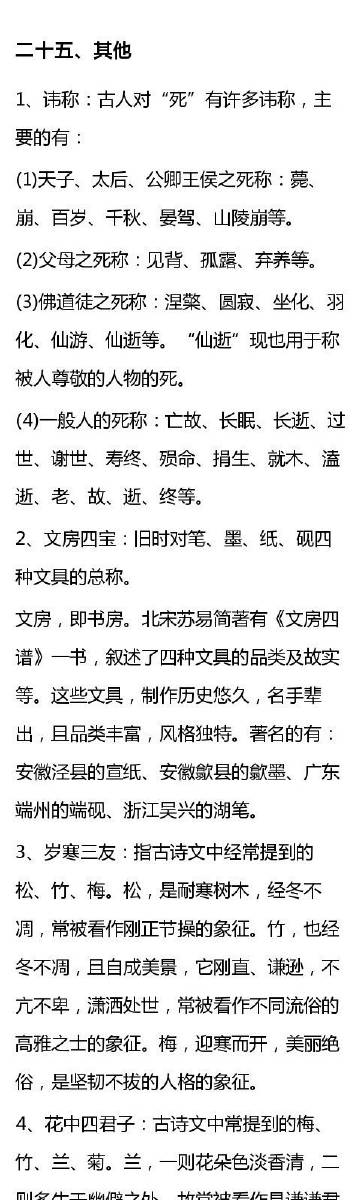 二十五、其他
1、讳称：古人对“死”有许多讳称，主
要的有：
(1)天子、太后、公卿王侯之死称：薨、
崩、百岁、千秋、晏驾、山陵崩等。
(2)父母之死称：见背、孤露、弃养等。
(3)佛道徒之死称：涅槃、圆寂、坐化、羽
化、仙游、仙逝等。“仙逝”现也用于称
被人尊敬的人物的死。
(4)一般人的死称：亡故、长眠、长逝、过
世、谢世、寿终、殒命、捐生、就木、溘
逝、老、故、逝、终等。
2、文房四宝：旧时对笔、墨、纸、砚四
种文具的总称。
文房，即书房。北宋苏易简著有《文房四
谱》一书，叙述了四种文具的品类及故实
等。这些文具，制作历史悠久，名手辈
出，且品类丰富，风格独特。著名的有：
安徽泾县的宣纸、安徽歙县的歙墨、广东
端州的端砚、浙江吴兴的湖笔。
3、岁寒三友：指古诗文中经常提到的
松、竹、梅。松，是耐寒树木，经冬不
凋，常被看作刚正节操的象征。竹，也经
冬不凋，且自成美景，它刚直、谦逊，不
亢不卑，潇洒处世，常被看作不同流俗的
高雅之士的象征。梅，迎寒而开，美丽绝
俗，是坚韧不拔的人格的象征。
4、花中四君子：古诗文中常提到的梅、
竹、兰、菊。兰，一则花朵色淡香清，二
则多生于幽僻之处，故常被看作是谦谦君